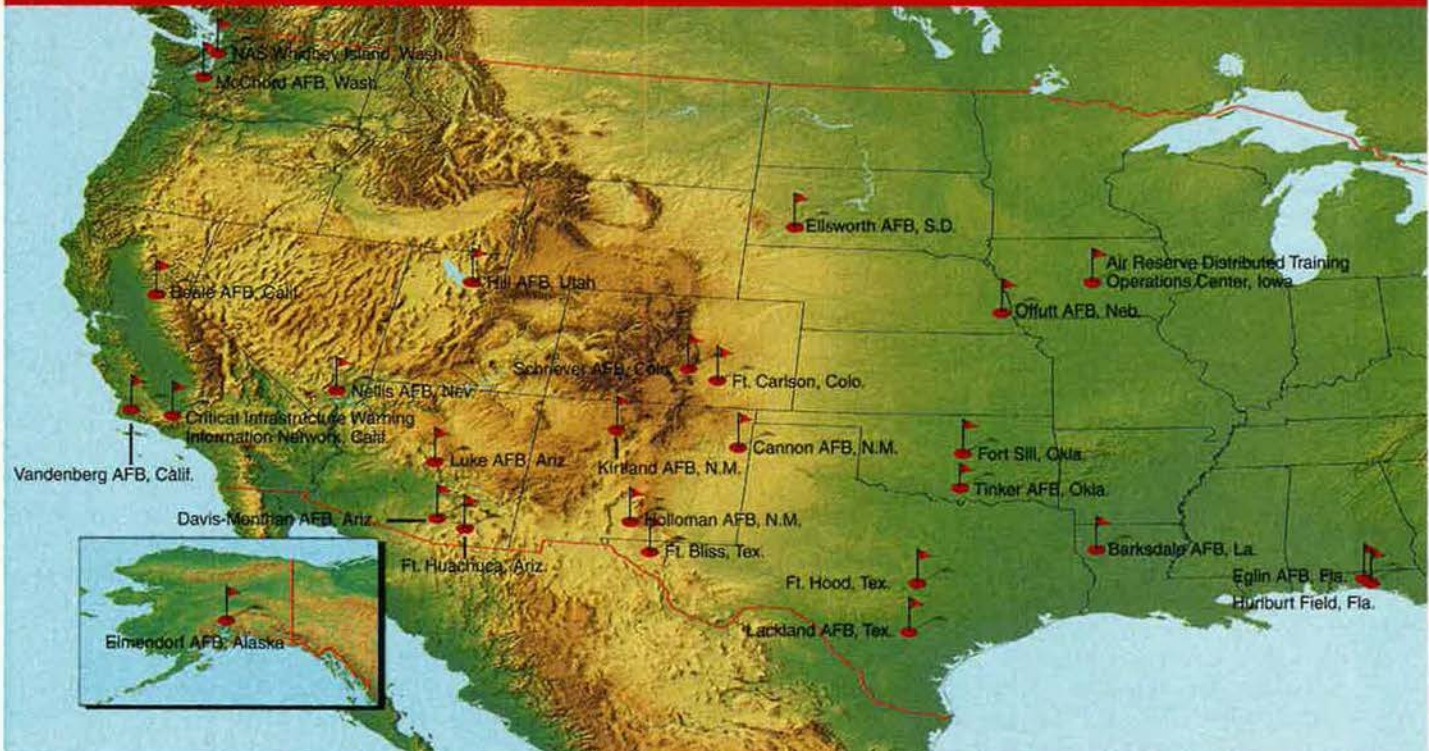 NAS Whidbey Island, Wash.
McChord AFB, Wash.
Ellsworth AFB, S.D.
Beale AFB, Calif.
Hill AFB, Utah
Air Reserve Distributed Training
Operations Center, Iowa
Offutt AFB, Neb.
Schriever AFB, Colo.
Ft. Carlson, Colo.
Nellis AFB, Nev.
Critical Infrastructure Warning
Information Network, Calif.
Vandenberg AFB, Calif.
Luke AFB, Ariz.
Kirtland AFB, N.M.
Cannon AFB, N.M.
Fort Sill, Okla.
Tinker AFB, Okla.
Davis-Monthan AFB, Ariz.
Holloman AFB, N.M.
Ft. Huachuca, Ariz.
Ft. Bliss, Tex.
Barksdale AFB, La.
Ft. Hood, Tex.
Eglin AFB, Fla.
Hurlburt Field, Fla.
Lackland AFB, Tex.
Elmendorf AFB, Alaska